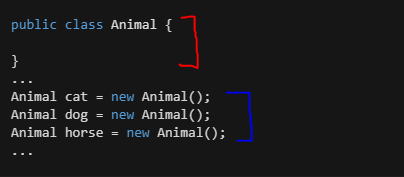 public class Animal {
}
...
Animal cat = new Animal();
Animal dog = new Animal();
Animal horse = new Animal();
...